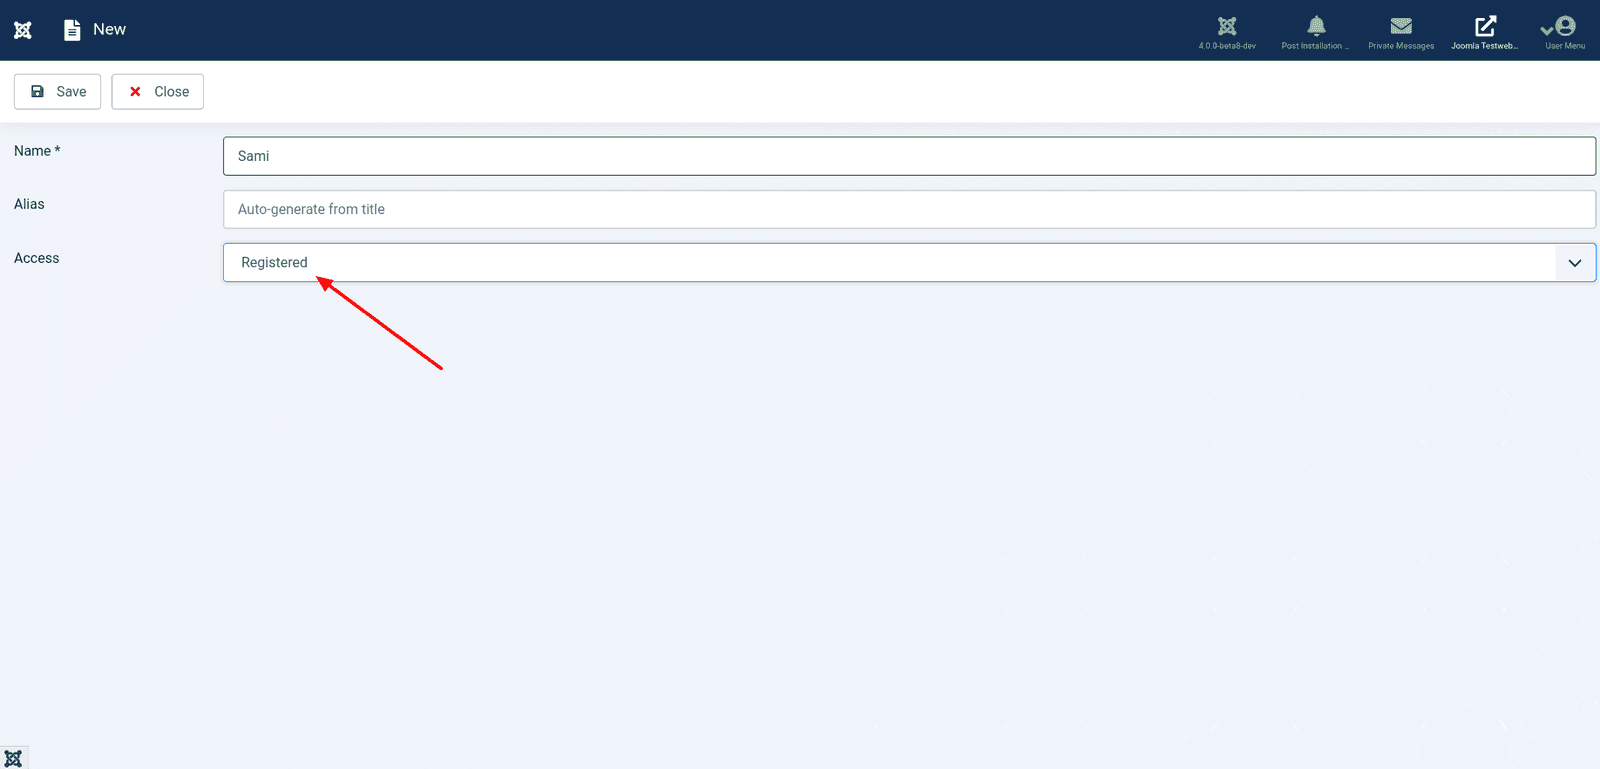 New
4.0.0-beta8-dev
Post Installation ...
Private Messages
Joomla Testweb...
User Menu
Save
Close
Name *
Sami
Alias
Auto-generate from title
Access
Registered